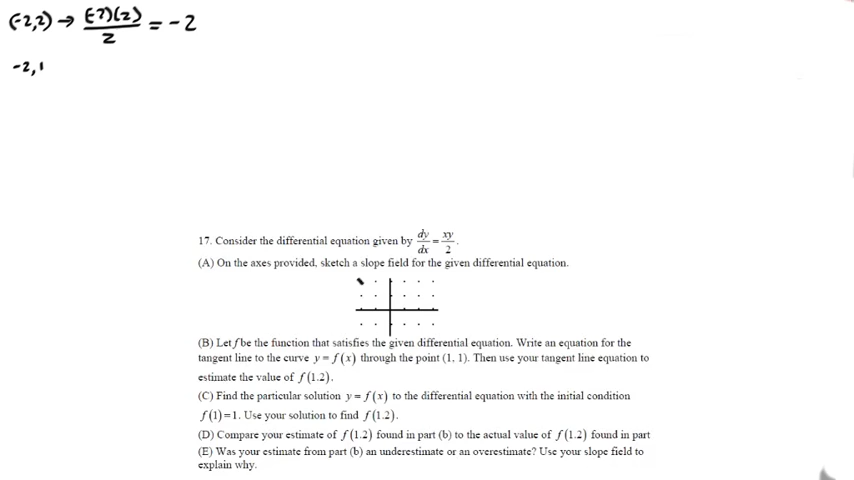 (-2,2) → (-2)(2)/2 = -2
-2,1
17. Consider the differential equation given by dy/dx = xy/2.
(A) On the axes provided, sketch a slope field for the given differential equation.
(B) Let f be the function that satisfies the given differential equation. Write an equation for the
tangent line to the curve y = f(x) through the point (1, 1). Then use your tangent line equation to
estimate the value of f(1.2).
(C) Find the particular solution y = f(x) to the differential equation with the initial condition
f(1) = 1. Use your solution to find f(1.2).
(D) Compare your estimate of f(1.2) found in part (b) to the actual value of f(1.2) found in part
(E) Was your estimate from part (b) an underestimate or an overestimate? Use your slope field to
explain why.